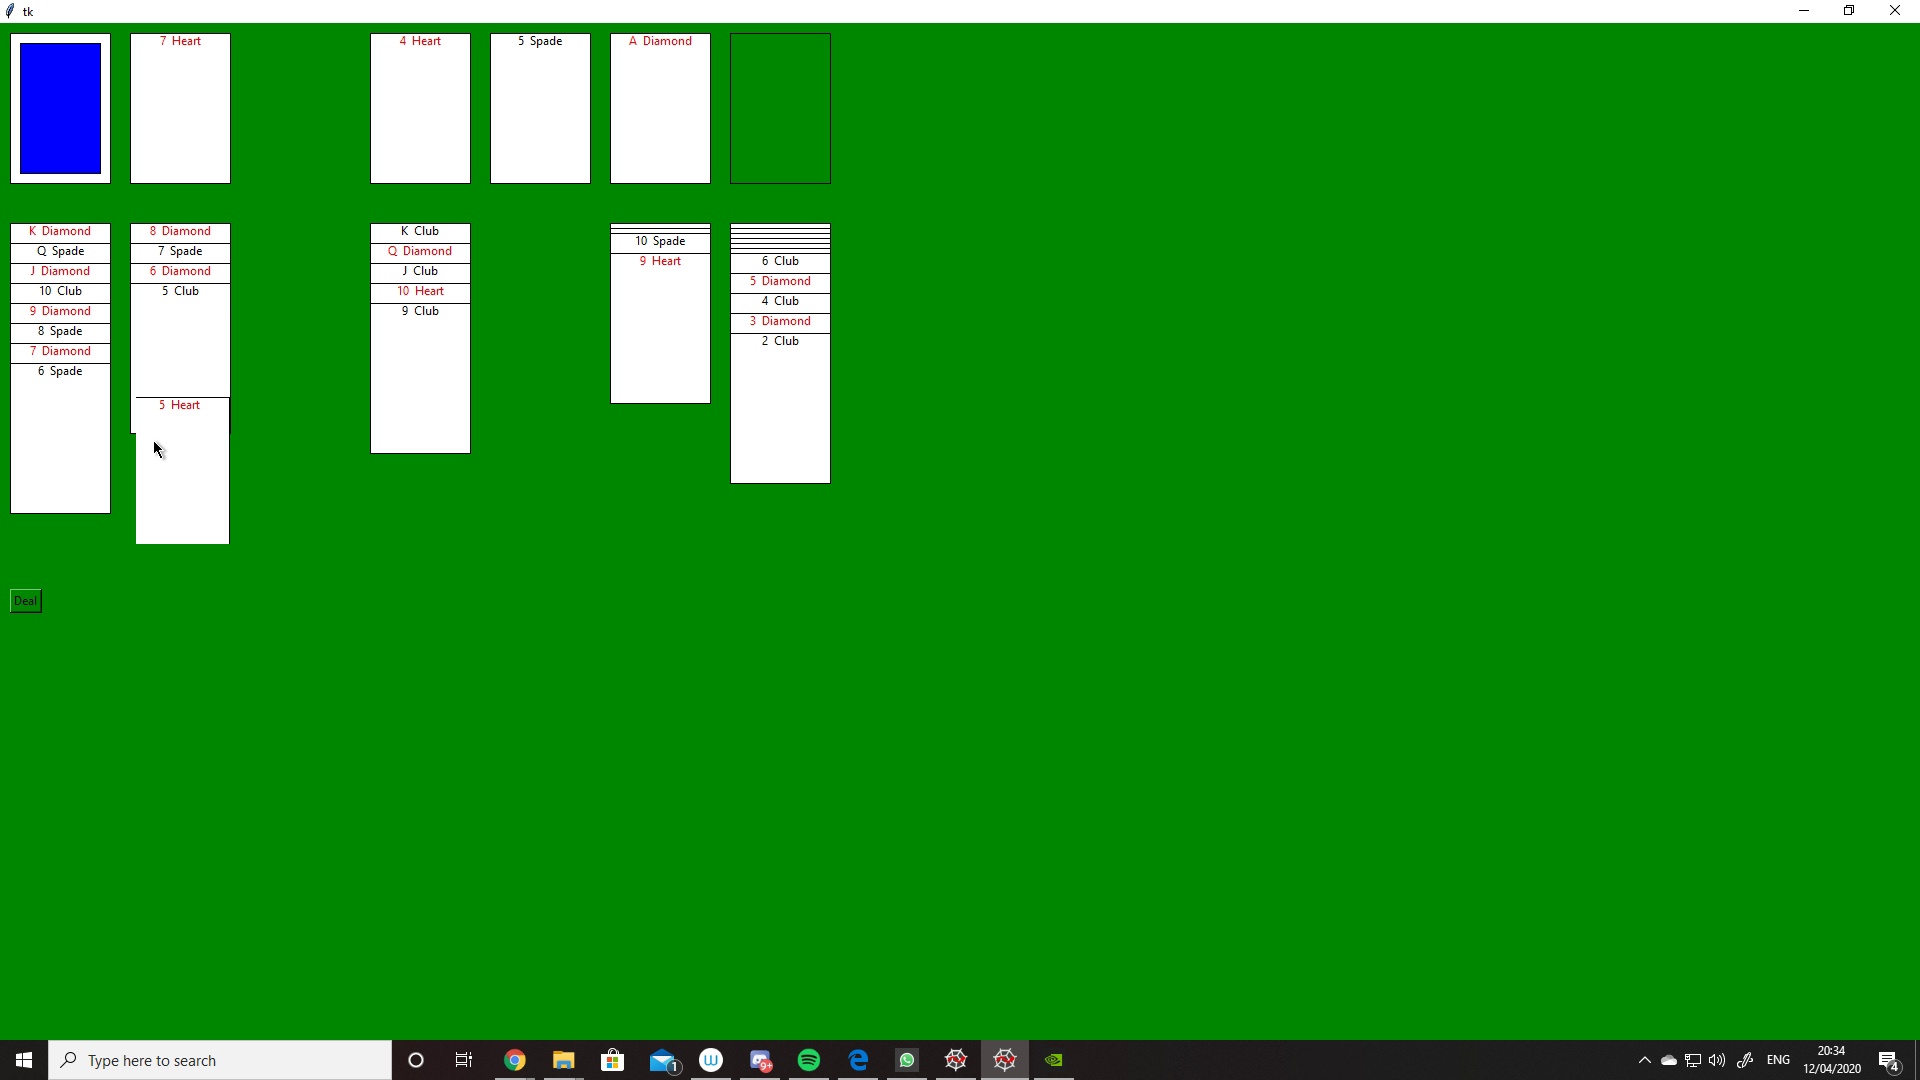 tk
7 Heart
4 Heart
5 Spade
A Diamond
K Diamond
Q Spade
J Diamond
10 Club
9 Diamond
8 Spade
7 Diamond
6 Spade
8 Diamond
7 Spade
6 Diamond
5 Club
5 Heart
K Club
Q Diamond
J Club
10 Heart
9 Club
10 Spade
9 Heart
6 Club
5 Diamond
4 Club
3 Diamond
2 Club
Deal
Type here to search
1
W
9+
ENG
20:34
12/04/2020
4